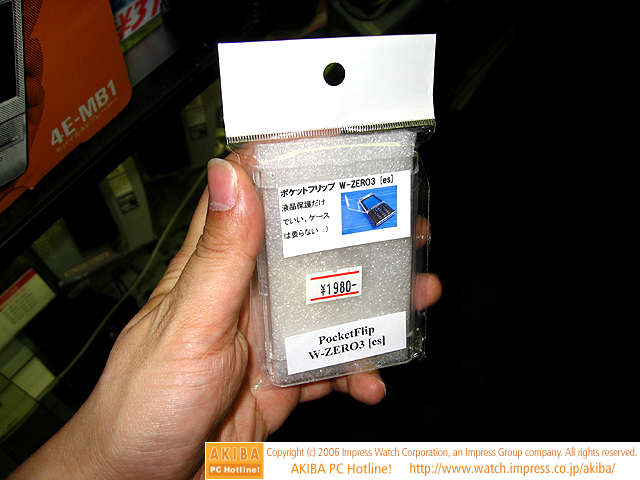 ¥37
4E-MB1
ポケットフリップ W-ZERO3 [es]
液晶保護だけ
でいい、ケース
は要らない :)
¥1980-
PocketFlip
W-ZERO3 [es]
AKIBA
PC Hotline!
Copyright (c) 2006 Impress Watch Corporation, an Impress Group company. All rights reserved.
AKIBA PC Hotline! http://www.watch.impress.co.jp/akiba/